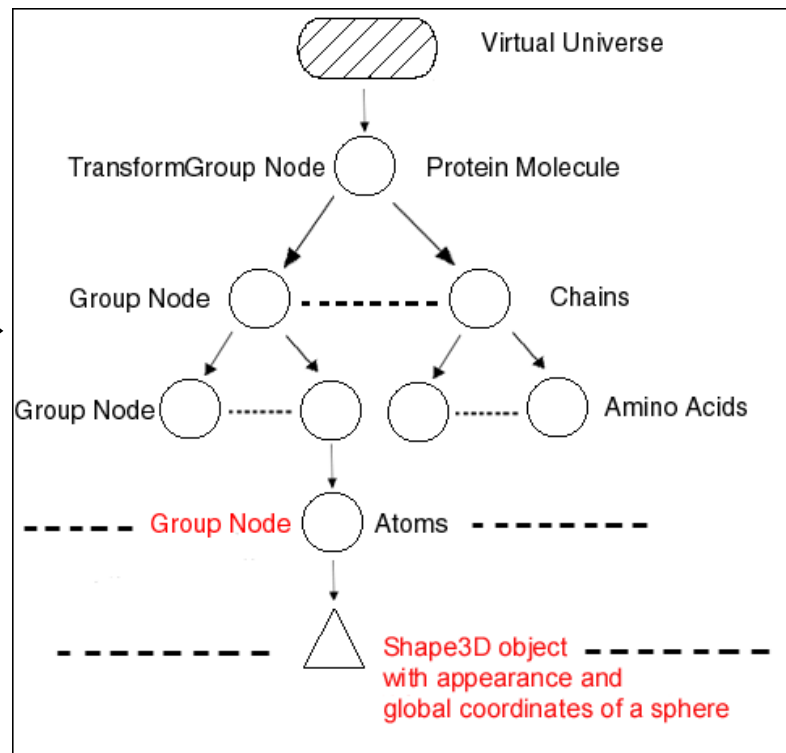 Virtual Universe
TransformGroup Node
Protein Molecule
Group Node
Chains
Group Node
Amino Acids
Group Node
Atoms
Shape3D object
with appearance and
global coordinates of a sphere